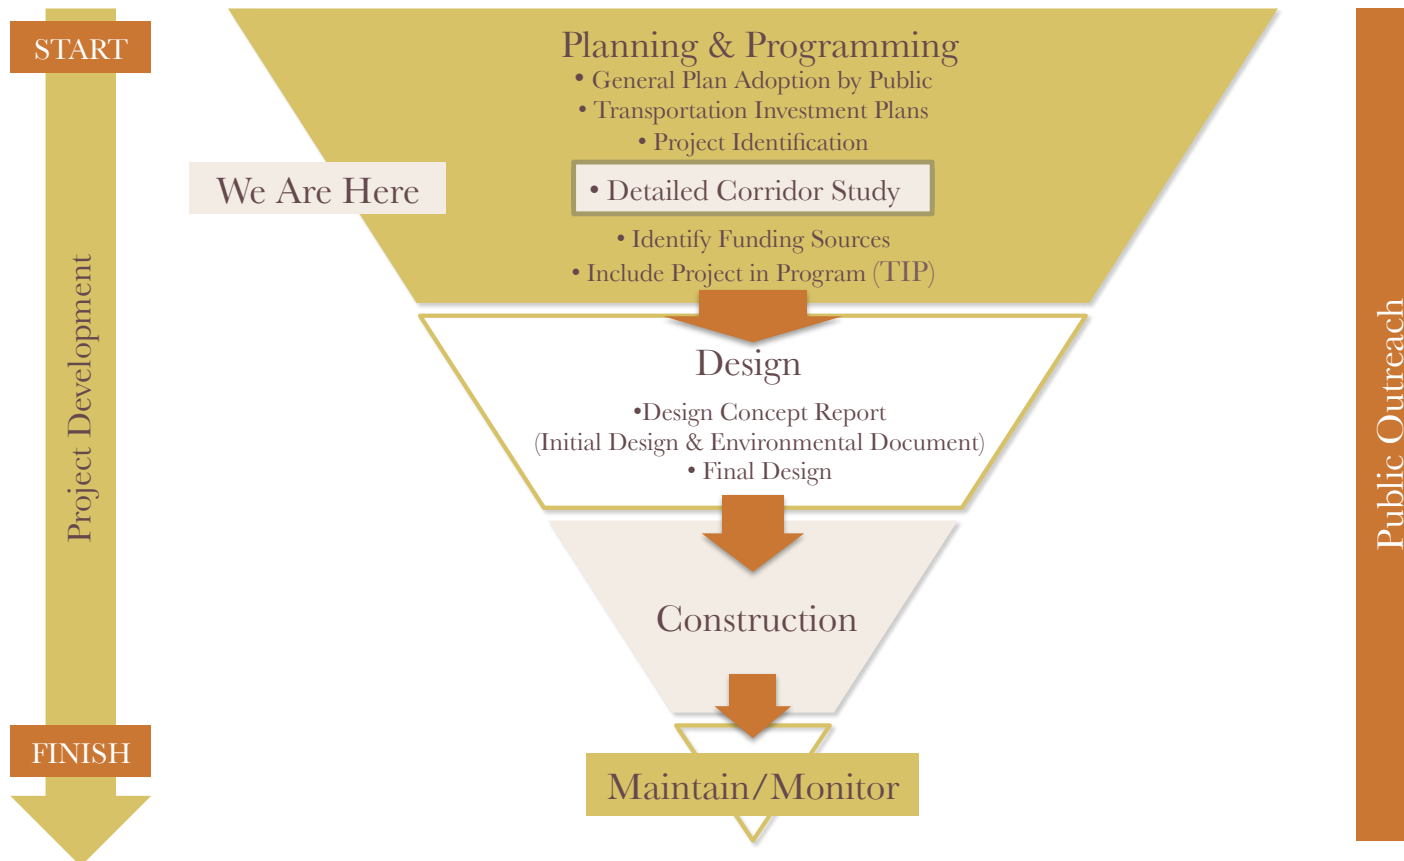 START
Planning & Programming
• General Plan Adoption by Public
• Transportation Investment Plans
• Project Identification
We Are Here
• Detailed Corridor Study
• Identify Funding Sources
• Include Project in Program (TIP)
Project Development
Public Outreach
Design
•Design Concept Report
(Initial Design & Environmental Document)
• Final Design
Construction
FINISH
Maintain/Monitor